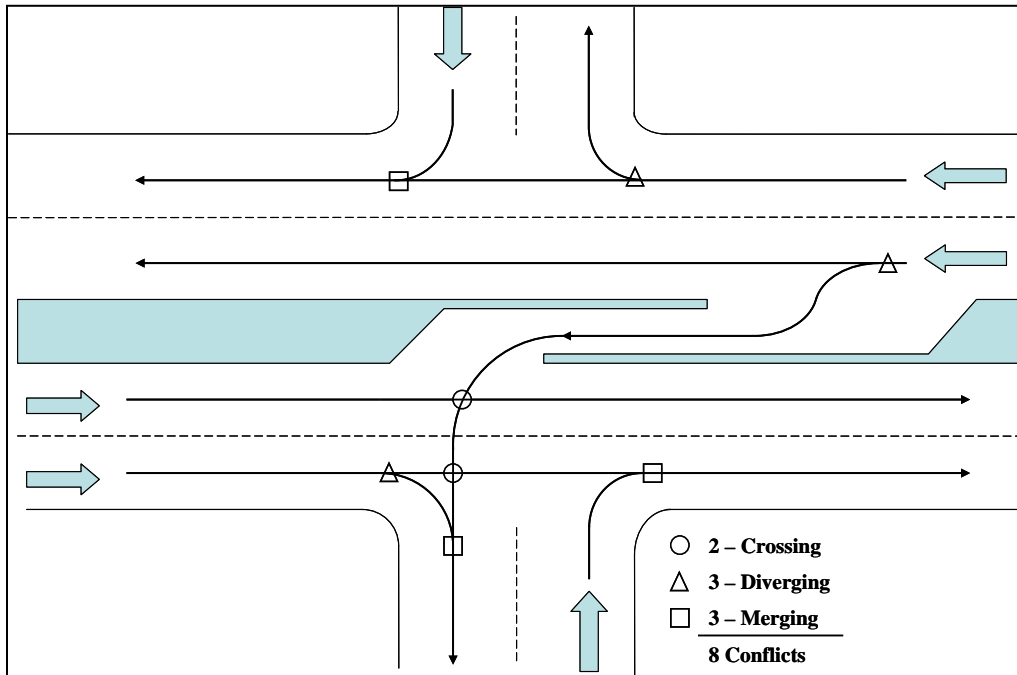 2 – Crossing
3 – Diverging
3 – Merging
8 Conflicts